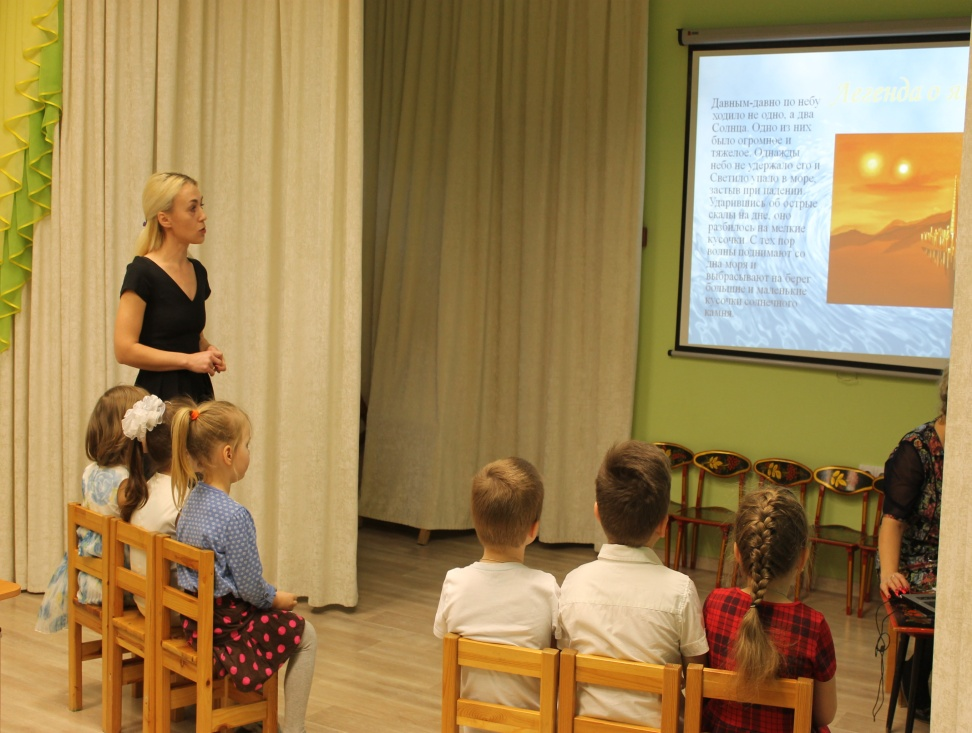 Легенда о
Давным-давно по небу
ходило не одно, а два
Солнца. Одно из них
было огромное и
тяжелое. Однажды
небо не удержало его и
Светило упало в море,
застыв при падении.
Ударившись об острые
скалы на дне, оно
разбилось на мелкие
кусочки. С тех пор
волны поднимают со
дна моря и
выбрасывают на берег
большие и маленькие
кусочки солнечного
камня.